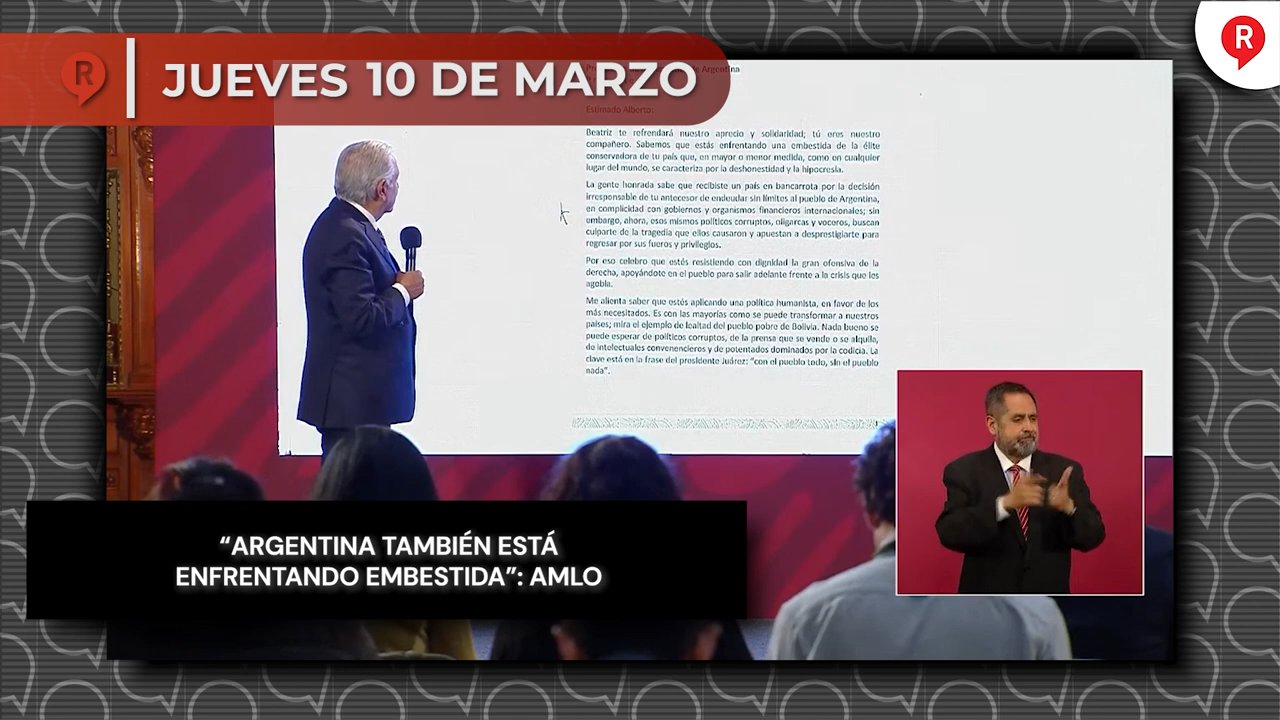 R
R
JUEVES 10 DE MARZO
de Argentina
Estimado Alberto:
Beatriz te refrendará nuestro aprecio y solidaridad; tú eres nuestro
compañero. Sabemos que estás enfrentando una embestida de la élite
conservadora de tu país que, en mayor o menor medida, como en cualquier
lugar del mundo, se caracteriza por la deshonestidad y la hipocresía.
La gente honrada sabe que recibiste un país en bancarrota por la decisión
irresponsable de tu antecesor de endeudar sin límites al pueblo de Argentina,
en complicidad con gobiernos y organismos financieros internacionales; sin
embargo, ahora, esos mismos políticos corruptos, oligarcas y voceros, buscan
culparte de la tragedia que ellos causaron y apuestan a desprestigiarte para
regresar por sus fueros y privilegios.
Por eso celebro que estés resistiendo con dignidad la gran ofensiva de la
derecha, apoyándote en el pueblo para salir adelante frente a la crisis que les
agobia.
Me alienta saber que estés aplicando una política humanista, en favor de los
más necesitados. Es con las mayorías como se puede transformar a nuestros
países; mira el ejemplo de lealtad del pueblo pobre de Bolivia. Nada bueno se
puede esperar de políticos corruptos, de la prensa que se vende o se alquila,
de intelectuales convenencieros y de potentados dominados por la codicia. La
clave está en la frase del presidente Juárez: "con el pueblo todo, sin el pueblo
nada".
“ARGENTINA TAMBIÉN ESTÁ
ENFRENTANDO EMBESTIDA”: AMLO